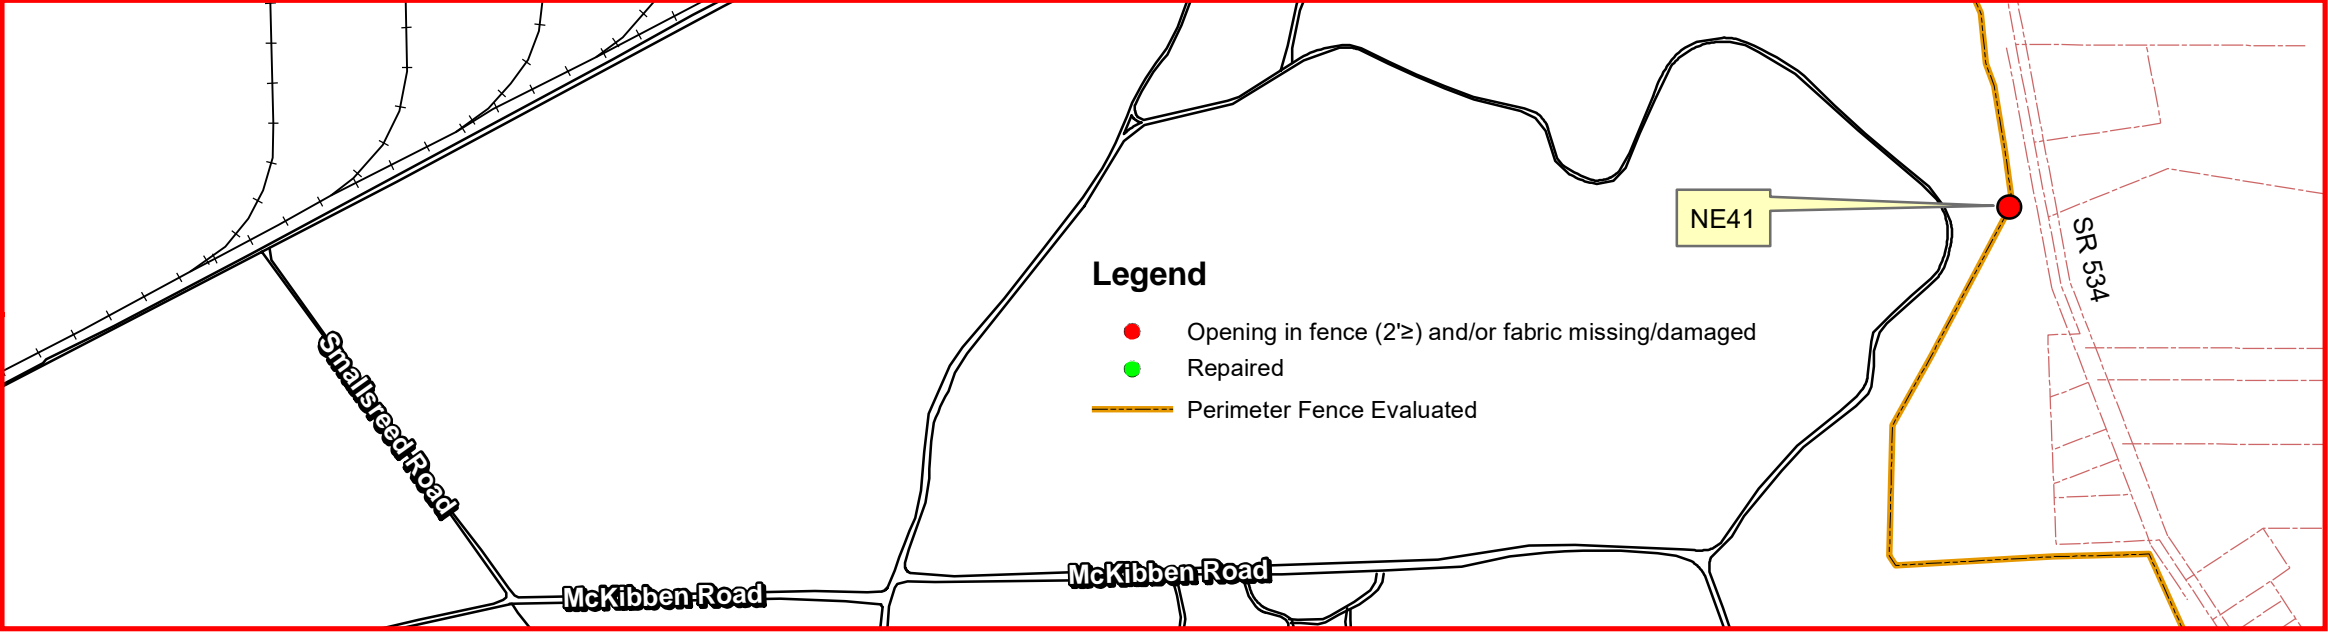 NE41
SR 534
Legend
Opening in fence (2'≥) and/or fabric missing/damaged
Repaired
Perimeter Fence Evaluated
Smallsreed Road
McKibben Road
McKibben Road